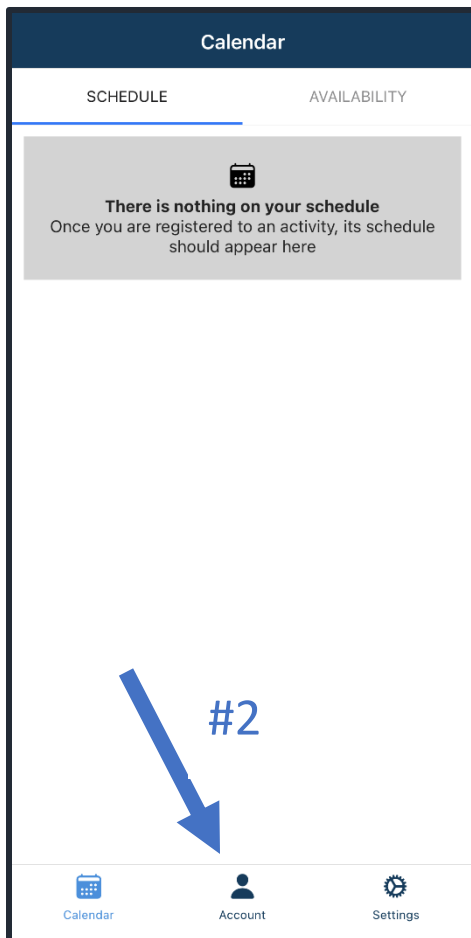 Calendar
SCHEDULE
AVAILABILITY
There is nothing on your schedule
Once you are registered to an activity, its schedule
should appear here
#2
Calendar
Account
Settings